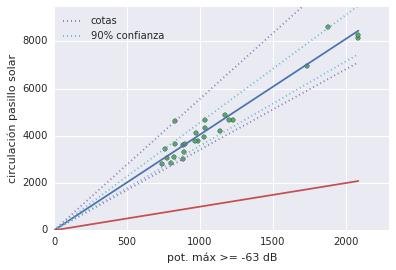 cotas
90% confianza
circulación pasillo solar
8000
6000
4000
2000
0
0
500
1000
1500
2000
pot. máx >= -63 dB